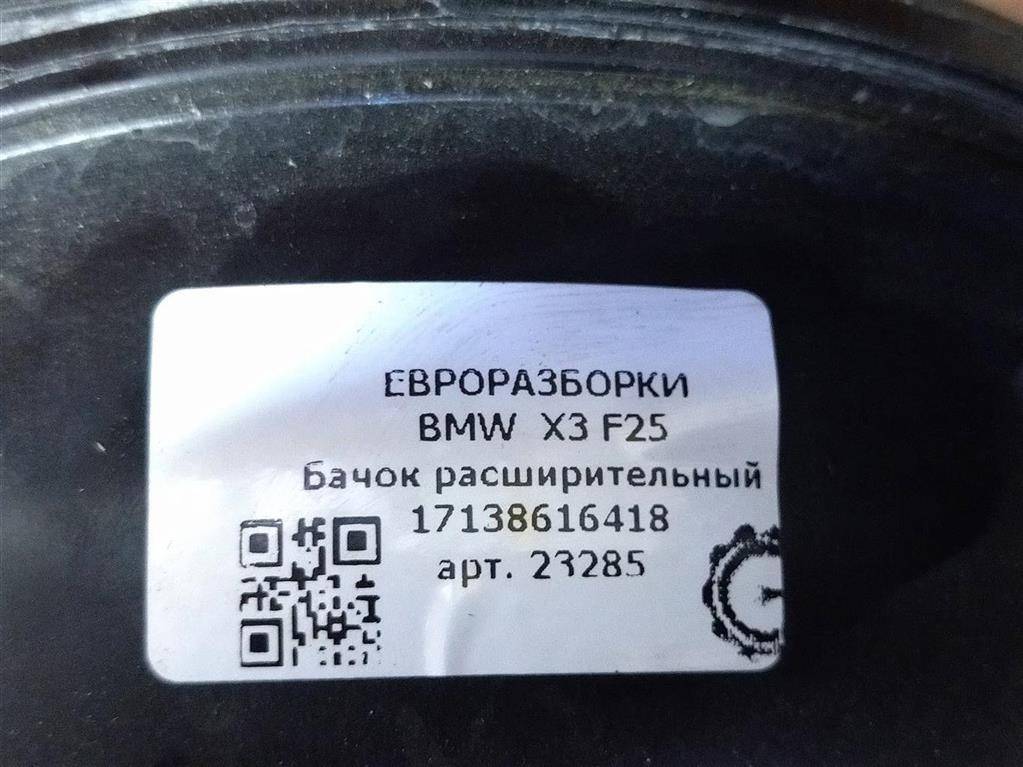 ЕВРОРАЗБОРКИ
BMW X3 F25
Бачок расширительный
17138616418
арт. 23285